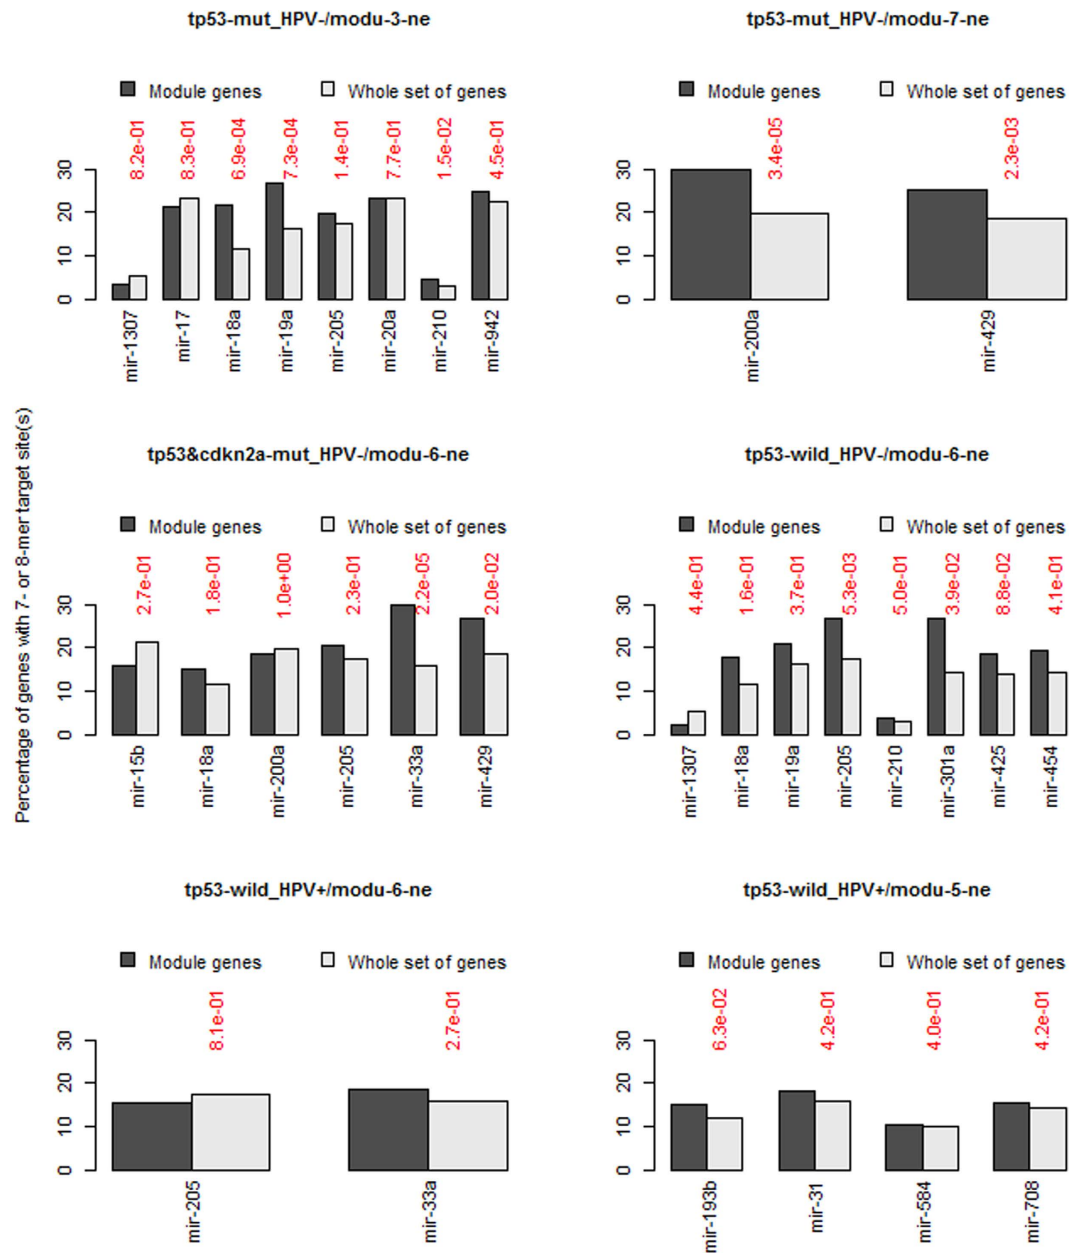 Percentage of genes with 7- or 8-mer target site(s)
tp53-mut_HPV-/modu-3-ne
Module genes
Whole set of genes
8.2e-01
8.3e-01
6.9e-04
7.3e-04
1.4e-01
7.7e-01
1.5e-02
4.5e-01
30
20
10
0
mir-1307
mir-17
mir-18a
mir-19a
mir-205
mir-20a
mir-210
mir-942
tp53-mut_HPV-/modu-7-ne
Module genes
Whole set of genes
3.4e-05
2.3e-03
30
20
10
0
mir-200a
mir-429
tp53&cdkn2a-mut_HPV-/modu-6-ne
Module genes
Whole set of genes
2.7e-01
1.8e-01
1.0e+00
2.3e-01
2.2e-05
2.0e-02
30
20
10
0
mir-15b
mir-18a
mir-200a
mir-205
mir-33a
mir-429
tp53-wild_HPV-/modu-6-ne
Module genes
Whole set of genes
4.4e-01
1.6e-01
3.7e-01
5.3e-03
5.0e-01
3.9e-02
8.8e-02
4.1e-01
30
20
10
0
mir-1307
mir-18a
mir-19a
mir-205
mir-210
mir-301a
mir-425
mir-454
tp53-wild_HPV+/modu-6-ne
Module genes
Whole set of genes
8.1e-01
2.7e-01
30
20
10
0
mir-205
mir-33a
tp53-wild_HPV+/modu-5-ne
Module genes
Whole set of genes
6.3e-02
4.2e-01
4.0e-01
4.2e-01
30
20
10
0
mir-193b
mir-31
mir-584
mir-708